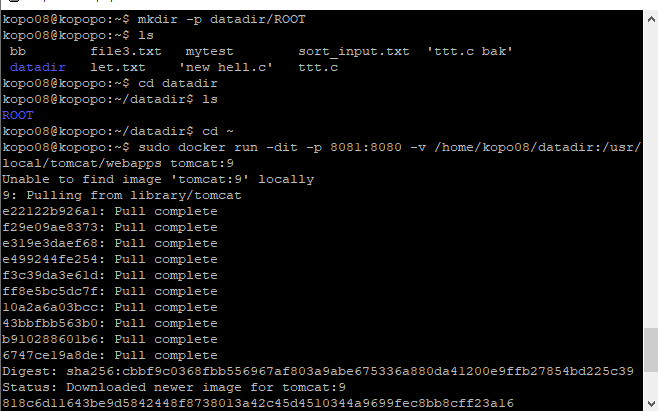 kopo08@kopopo:~$ mkdir -p datadir/ROOT
kopo08@kopopo:~$ ls
bb file3.txt mytest sort_input.txt 'ttt.c bak'
datadir let.txt 'new hell.c' ttt.c
kopo08@kopopo:~$ cd datadir
kopo08@kopopo:~/datadir$ ls
ROOT
kopo08@kopopo:~/datadir$ cd ~
kopo08@kopopo:~$ sudo docker run -dit -p 8081:8080 -v /home/kopo08/datadir:/usr/
local/tomcat/webapps tomcat:9
Unable to find image 'tomcat:9' locally
9: Pulling from library/tomcat
e22122b926a1: Pull complete
f29e09ae8373: Pull complete
e319e3daef68: Pull complete
e499244fe254: Pull complete
f3c39da3e61d: Pull complete
ff8e5bc5dc7f: Pull complete
10a2a6a03bcc: Pull complete
43bbfbb563b0: Pull complete
b910288601b6: Pull complete
6747ce19a8de: Pull complete
Digest: sha256:cbbf9c0368fbb556967af803a9abe675336a880da41200e9ffb27854bd225c39
Status: Downloaded newer image for tomcat:9
818c6d11643be9d5842448f8738013a42c45d4510344a9699fec8bb8cff23a16